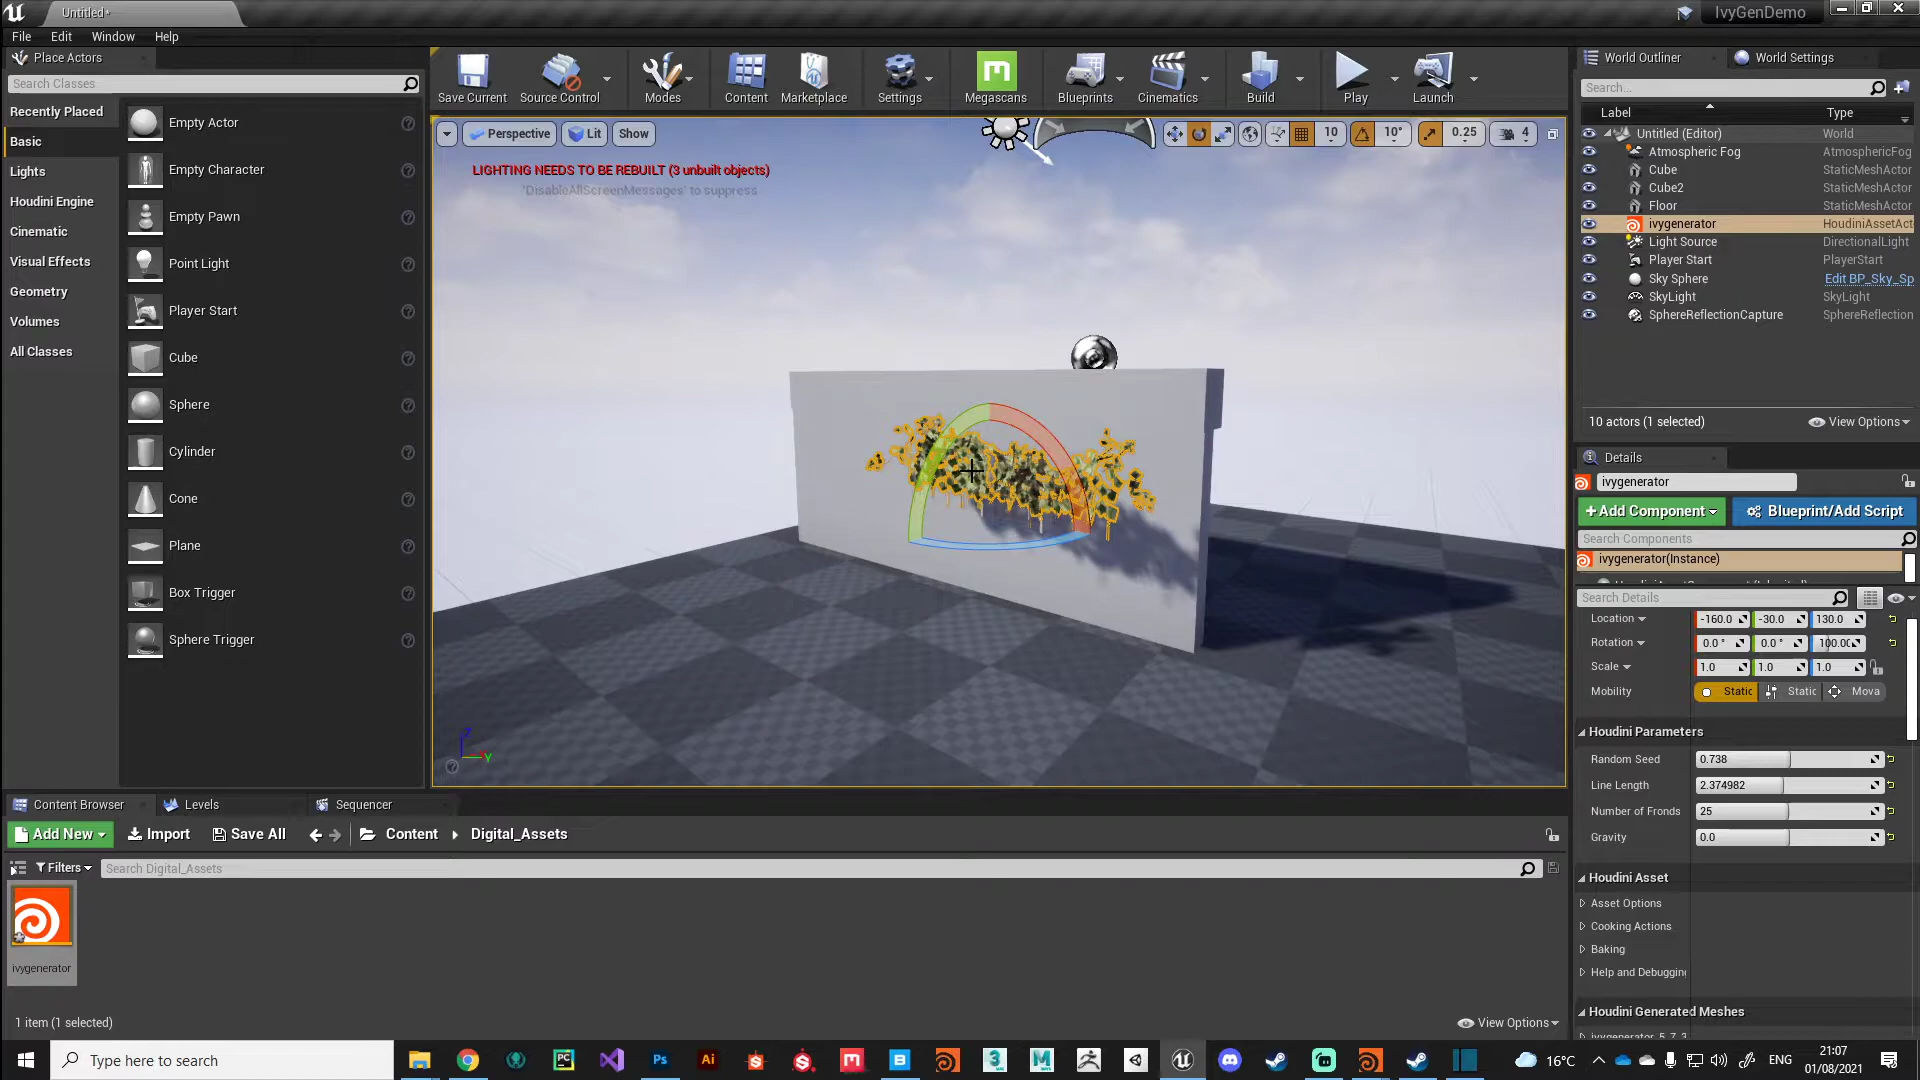 Untitled*
IvyGenDemo
File Edit Window Help
Place Actors
Search Classes
Recently Placed
Basic
Lights
Houdini Engine
Cinematic
Visual Effects
Geometry
Volumes
All Classes
Empty Actor
Empty Character
Empty Pawn
Point Light
Player Start
Cube
Sphere
Cylinder
Cone
Plane
Box Trigger
Sphere Trigger
Save Current Source Control Modes Content Marketplace Settings Megascans Blueprints Cinematics Build Play Launch
Perspective Lit Show
10 10° 0.25 4
LIGHTING NEEDS TO BE REBUILT (3 unbuilt objects)
'DisableAllScreenMessages' to suppress
Z
Y
World Outliner World Settings
Search...
Label Type
Untitled (Editor) World
Atmospheric Fog AtmosphericFog
Cube StaticMeshActor
Cube2 StaticMeshActor
Floor StaticMeshActor
ivygenerator HoudiniAssetAct
Light Source DirectionalLight
Player Start PlayerStart
Sky Sphere Edit BP_Sky_Sp
SkyLight SkyLight
SphereReflectionCapture SphereReflection
10 actors (1 selected) View Options
Details
ivygenerator
+Add Component Blueprint/Add Script
Search Components
ivygenerator(Instance)
Search Details
Location -160.0 -30.0 130.0
Rotation 0.0 ° 0.0 ° 100.00
Scale 1.0 1.0 1.0
Mobility Static Static Mova
Houdini Parameters
Random Seed 0.738
Line Length 2.374982
Number of Fronds 25
Gravity 0.0
Houdini Asset
Asset Options
Cooking Actions
Baking
Help and Debugging
Houdini Generated Meshes
Content Browser Levels Sequencer
Add New Import Save All Content Digital_Assets
Filters Search Digital_Assets
ivygenerator
1 item (1 selected) View Options
Type here to search
16°C ENG
21:07
01/08/2021